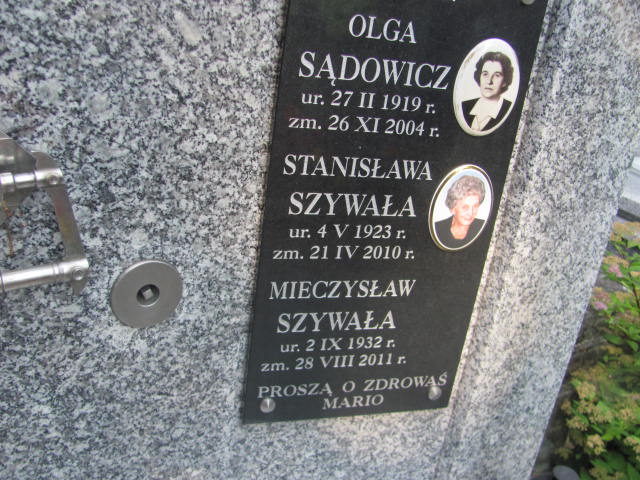 OLGA
SĄDOWICZ
ur. 27 II 1919 r.
zm. 26 XI 2004 r.
STANISŁAWA
SZYWAŁA
ur. 4 V 1923 r.
zm. 21 IV 2010 r.
MIECZYSŁAW
SZYWAŁA
ur. 2 IX 1932 r.
zm. 28 VIII 2011 r.
PROSZĄ O ZDROWAŚ
MARIO